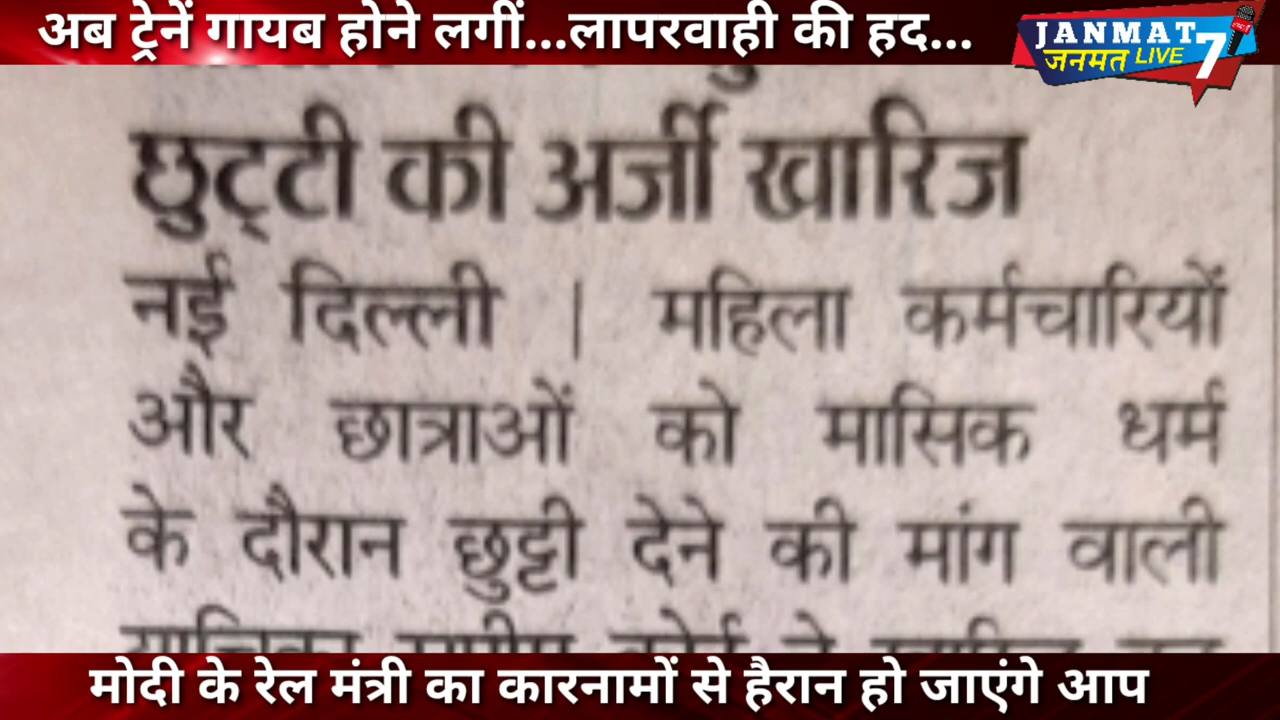 अब ट्रेनें गायब होने लगीं...लापरवाही की हद...
JANMAT
जनमत LIVE 7
छुट्टी की अर्जी खारिज
नई दिल्ली | महिला कर्मचारियों
और छात्राओं को मासिक धर्म
के दौरान छुट्टी देने की मांग वाली
मोदी के रेल मंत्री का कारनामों से हैरान हो जाएंगे आप